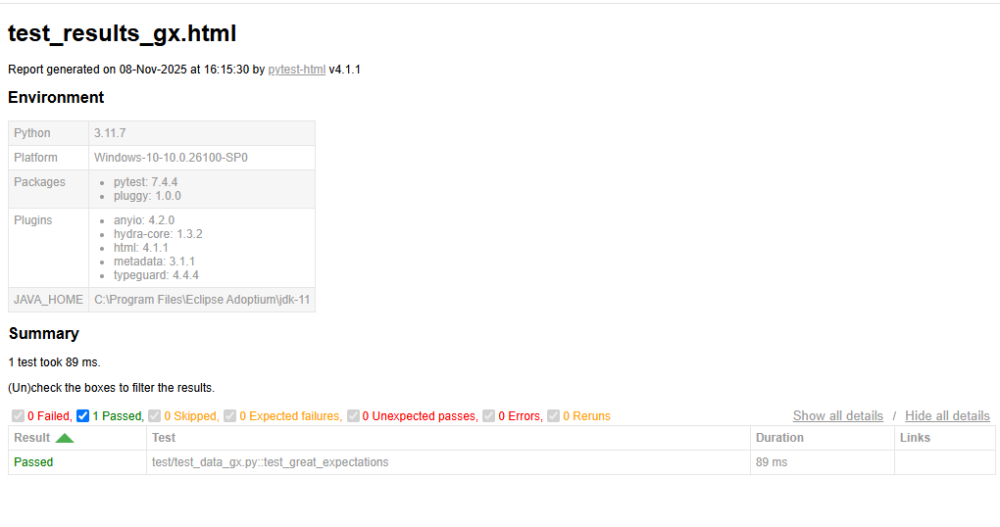 test_results_gx.html
Report generated on 08-Nov-2025 at 16:15:30 by pytest-html v4.1.1
Environment
Python 3.11.7
Platform Windows-10-10.0.26100-SP0
Packages
pytest: 7.4.4
pluggy: 1.0.0
Plugins
anyio: 4.2.0
hydra-core: 1.3.2
html: 4.1.1
metadata: 3.1.1
typeguard: 4.4.4
JAVA_HOME C:\Program Files\Eclipse Adoptium\jdk-11
Summary
1 test took 89 ms.
(Un)check the boxes to filter the results.
0 Failed, 1 Passed, 0 Skipped, 0 Expected failures, 0 Unexpected passes, 0 Errors, 0 Reruns Show all details / Hide all details
Result Test Duration Links
Passed test/test_data_gx.py::test_great_expectations 89 ms